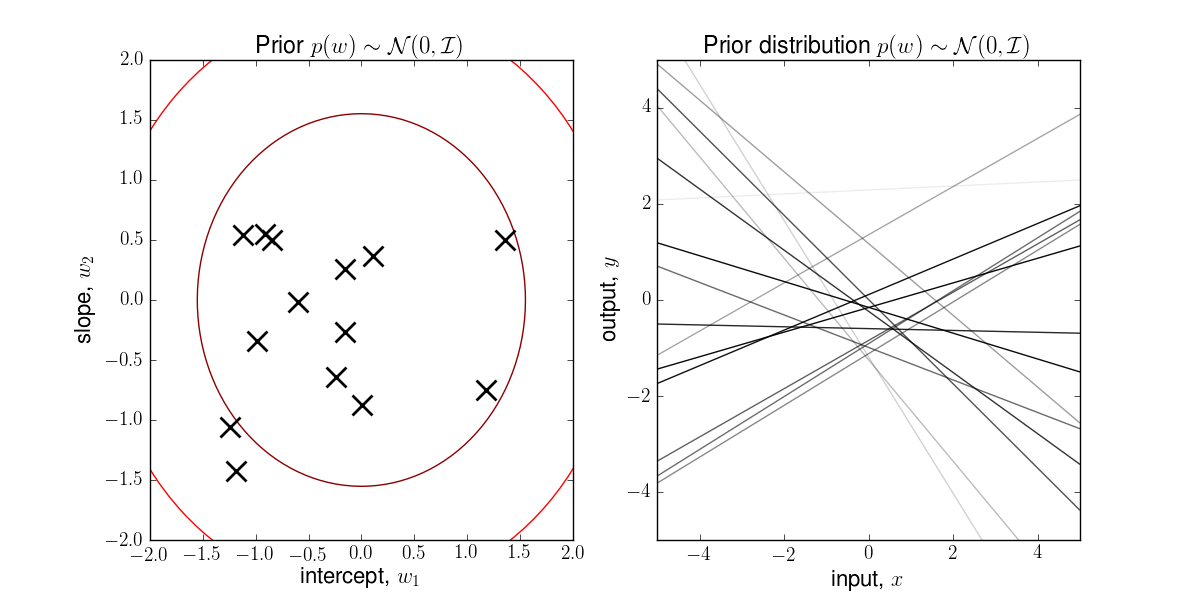 Prior p(w) ∼ 𝒩(0, ℐ)
2.0
1.5
1.0
0.5
0.0
−0.5
−1.0
−1.5
−2.0
slope, w₂
−2.0 −1.5 −1.0 −0.5 0.0 0.5 1.0 1.5 2.0
intercept, w₁
Prior distribution p(w) ∼ 𝒩(0, ℐ)
4
2
0
−2
−4
output, y
−4 −2 0 2 4
input, x